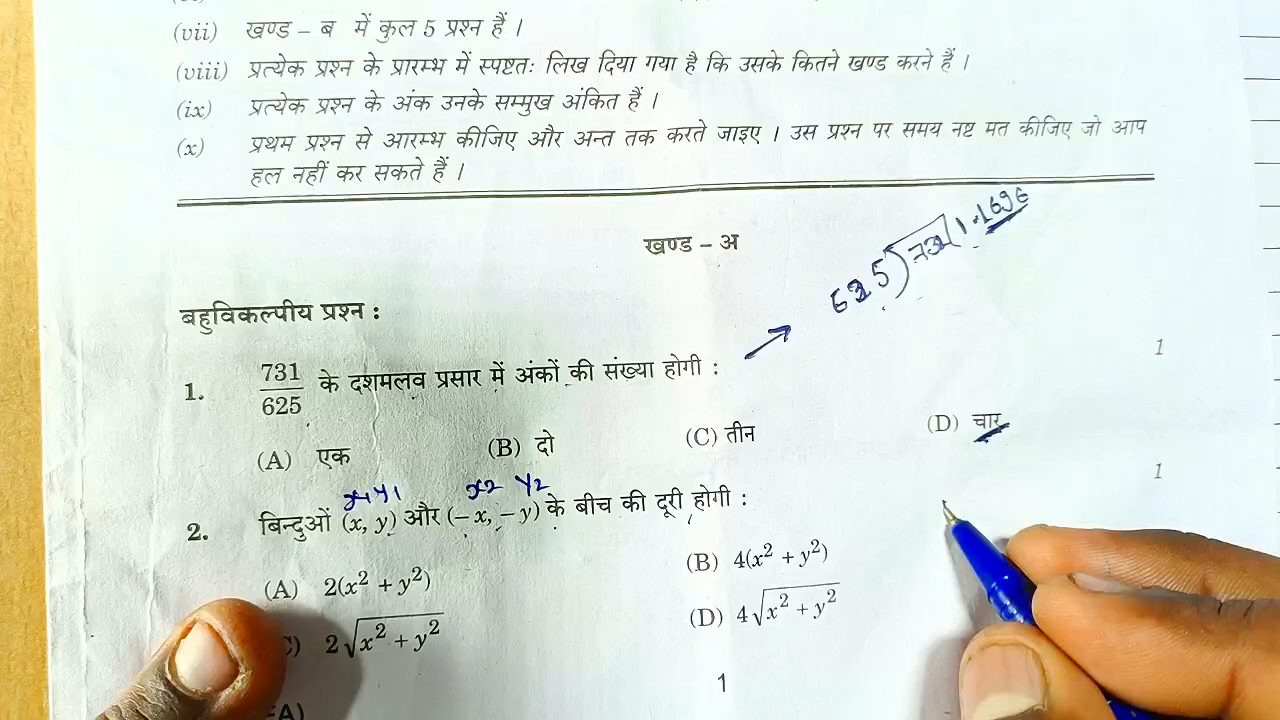 (vii) खण्ड – ब में कुल 5 प्रश्न हैं ।
(viii) प्रत्येक प्रश्न के प्रारम्भ में स्पष्टतः लिख दिया गया है कि उसके कितने खण्ड करने हैं ।
(ix) प्रत्येक प्रश्न के अंक उनके सम्मुख अंकित हैं ।
(x) प्रथम प्रश्न से आरम्भ कीजिए और अन्त तक करते जाइए । उस प्रश्न पर समय नष्ट मत कीजिए जो आप
हल नहीं कर सकते हैं ।
खण्ड – अ
625)731(1.1696
बहुविकल्पीय प्रश्न :
1. 731/625 के दशमलव प्रसार में अंकों की संख्या होगी : 1
(A) एक (B) दो (C) तीन (D) चार
x1 y1 x2 y2
2. बिन्दुओं (x, y) और (– x, – y) के बीच की दूरी होगी : 1
(A) 2(x² + y²) (B) 4(x² + y²)
C) 2√(x² + y²) (D) 4√(x² + y²)
1